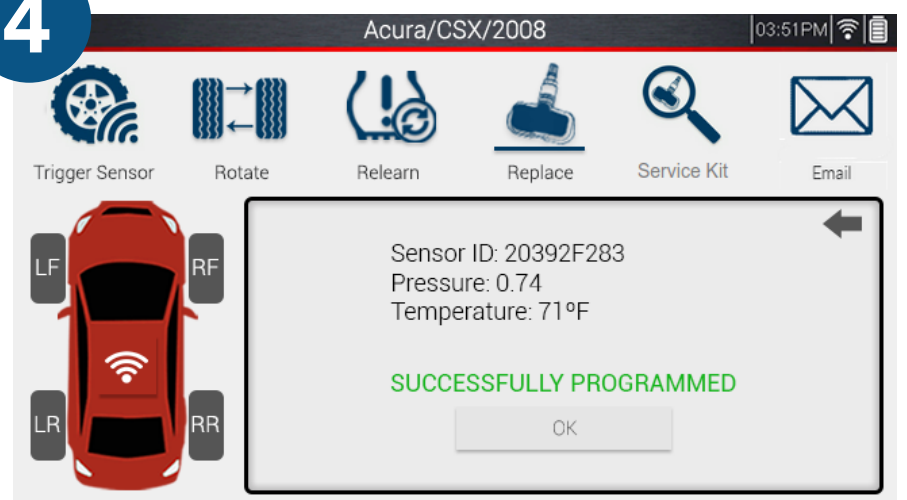 4
Acura/CSX/2008
03:51PM
Trigger Sensor Rotate Relearn Replace Service Kit Email
LF RF
LR RR
Sensor ID: 20392F283
Pressure: 0.74
Temperature: 71ºF
SUCCESSFULLY PROGRAMMED
OK